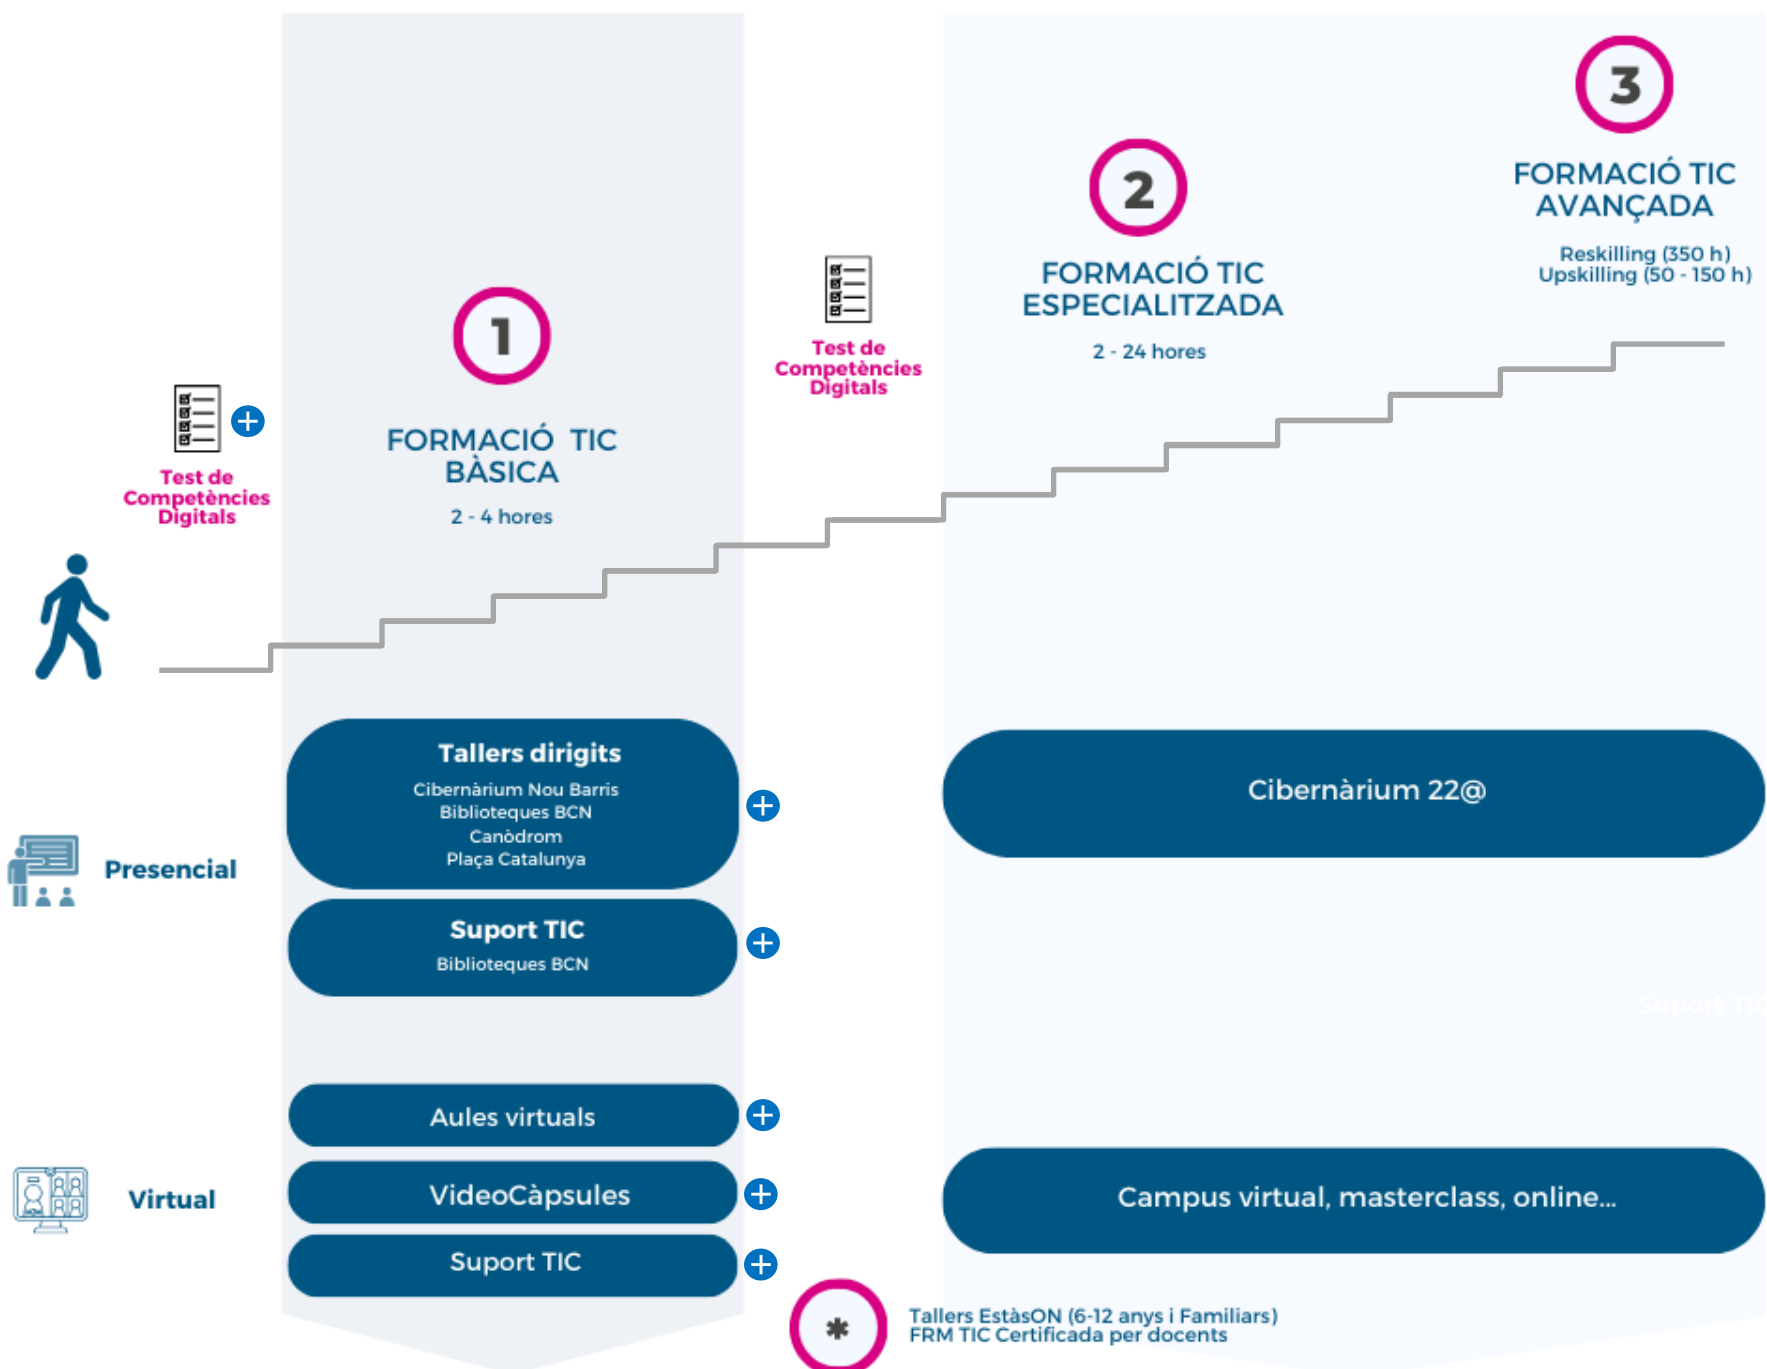 3
FORMACIÓ TIC
AVANÇADA
Reskilling (350 h)
Upskilling (50 - 150 h)
2
FORMACIÓ TIC
ESPECIALITZADA
2 - 24 hores
Test de
Competències
Digitals
1
FORMACIÓ TIC
BÀSICA
2 - 4 hores
Test de
Competències
Digitals
Presencial
Tallers dirigits
Cibernàrium Nou Barris
Biblioteques BCN
Canòdrom
Plaça Catalunya
Suport TIC
Biblioteques BCN
Cibernàrium 22@
Suport TIC
Virtual
Aules virtuals
VideoCàpsules
Suport TIC
Campus virtual, masterclass, online...
*
Tallers EstàsON (6-12 anys i Familiars)
FRM TIC Certificada per docents